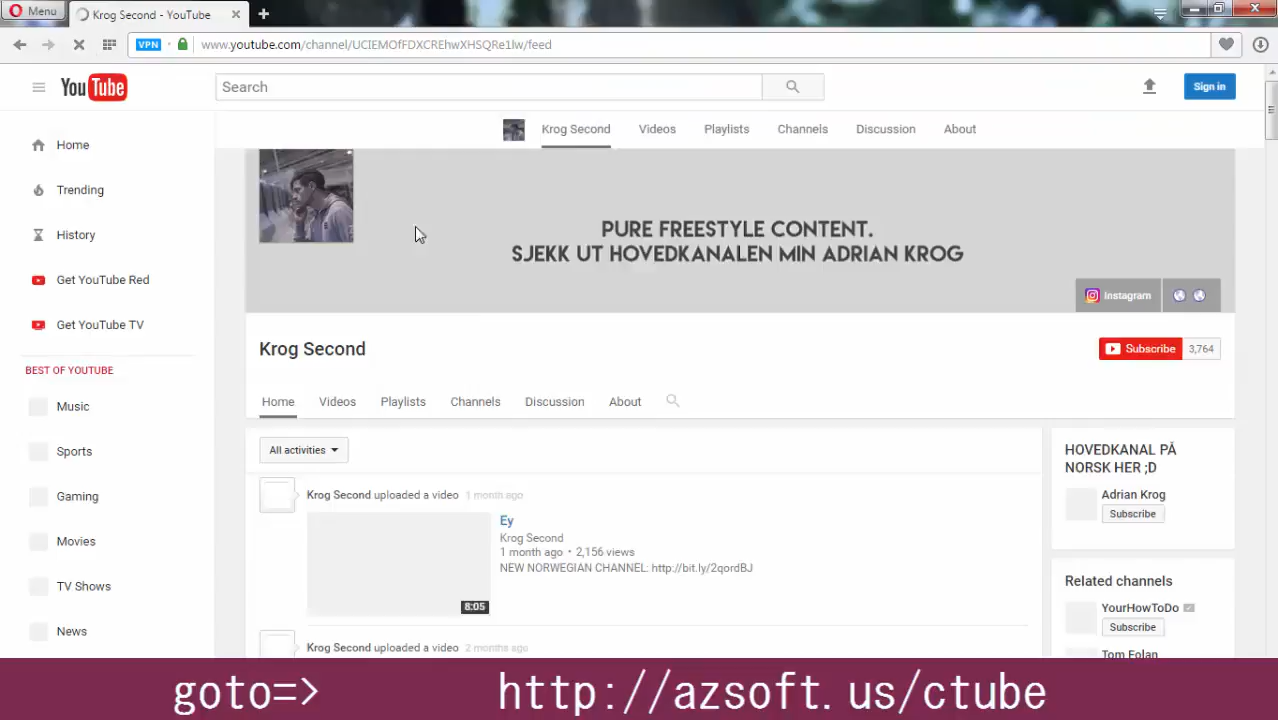 Menu
Krog Second - YouTube
VPN
www.youtube.com/channel/UCIEMOfFDXCREhwXHSQRe1lw/feed
YouTube
Search
Sign in
Krog Second
Videos
Playlists
Channels
Discussion
About
Home
Trending
History
Get YouTube Red
Get YouTube TV
BEST OF YOUTUBE
Music
Sports
Gaming
Movies
TV Shows
News
PURE FREESTYLE CONTENT.
SJEKK UT HOVEDKANALEN MIN ADRIAN KROG
Instagram
Krog Second
Subscribe 3,764
Home
Videos
Playlists
Channels
Discussion
About
All activities
Krog Second uploaded a video 1 month ago
Ey
Krog Second
1 month ago • 2,156 views
NEW NORWEGIAN CHANNEL: http://bit.ly/2qordBJ
8:05
Krog Second uploaded a video 2 months ago
HOVEDKANAL PÅ
NORSK HER ;D
Adrian Krog
Subscribe
Related channels
YourHowToDo
Subscribe
Tom Folan
goto=> http://azsoft.us/ctube